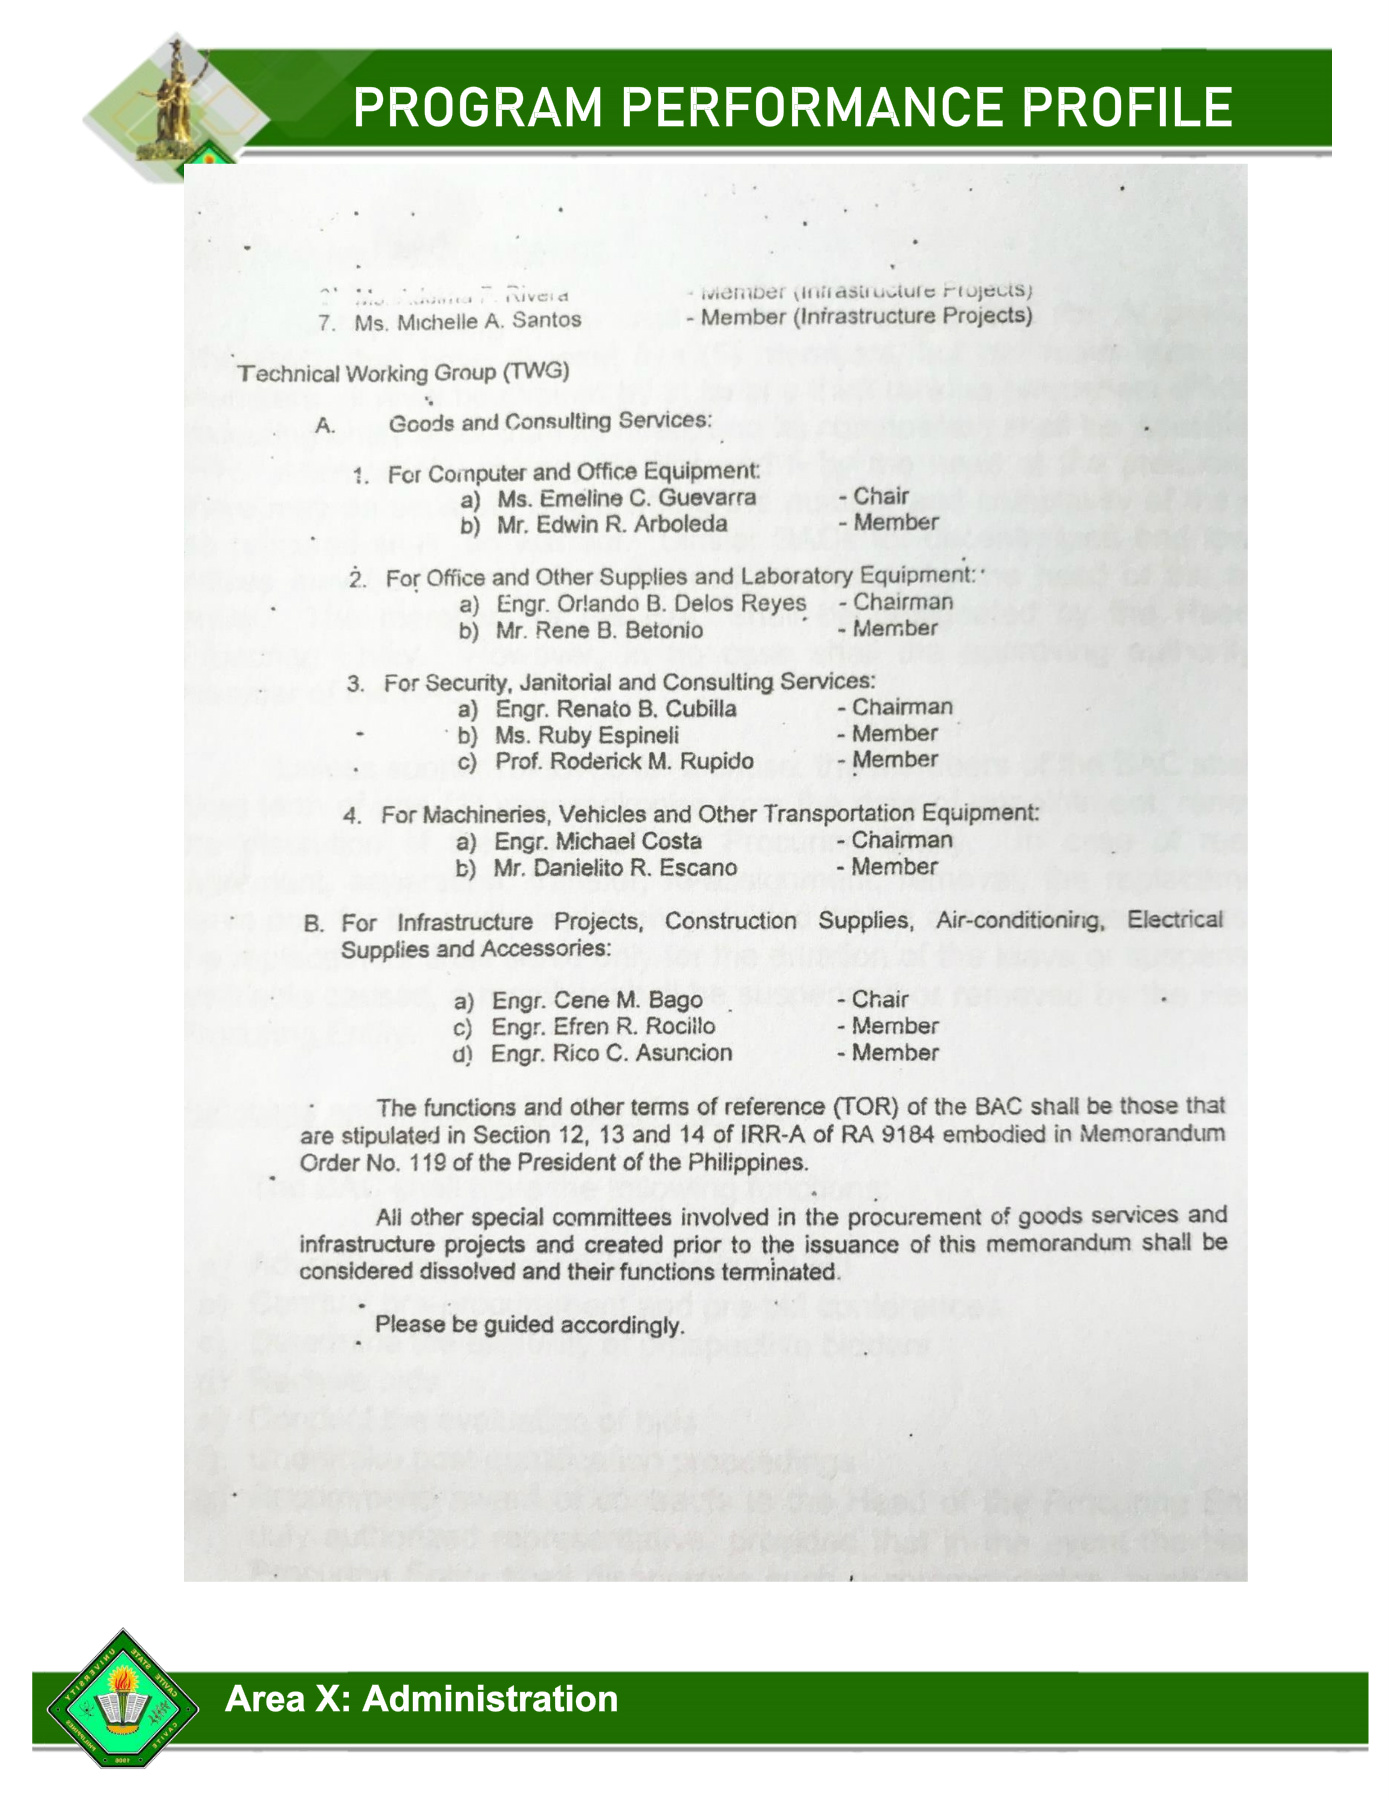 PROGRAM PERFORMANCE PROFILE
Rivera - Member (Infrastructure Projects)
7. Ms. Michelle A. Santos - Member (Infrastructure Projects)
Technical Working Group (TWG)
A. Goods and Consulting Services:
1. For Computer and Office Equipment:
a) Ms. Emeline C. Guevarra - Chair
b) Mr. Edwin R. Arboleda - Member
2. For Office and Other Supplies and Laboratory Equipment:
a) Engr. Orlando B. Delos Reyes - Chairman
b) Mr. Rene B. Betonio - Member
3. For Security, Janitorial and Consulting Services:
a) Engr. Renato B. Cubilla - Chairman
b) Ms. Ruby Espineli - Member
c) Prof. Roderick M. Rupido - Member
4. For Machineries, Vehicles and Other Transportation Equipment:
a) Engr. Michael Costa - Chairman
b) Mr. Danielito R. Escano - Member
B. For Infrastructure Projects, Construction Supplies, Air-conditioning, Electrical
Supplies and Accessories:
a) Engr. Cene M. Bago - Chair
c) Engr. Efren R. Rocillo - Member
d) Engr. Rico C. Asuncion - Member
The functions and other terms of reference (TOR) of the BAC shall be those that
are stipulated in Section 12, 13 and 14 of IRR-A of RA 9184 embodied in Memorandum
Order No. 119 of the President of the Philippines.
All other special committees involved in the procurement of goods services and
infrastructure projects and created prior to the issuance of this memorandum shall be
considered dissolved and their functions terminated.
Please be guided accordingly.
CAVITE STATE UNIVERSITY
Area X: Administration